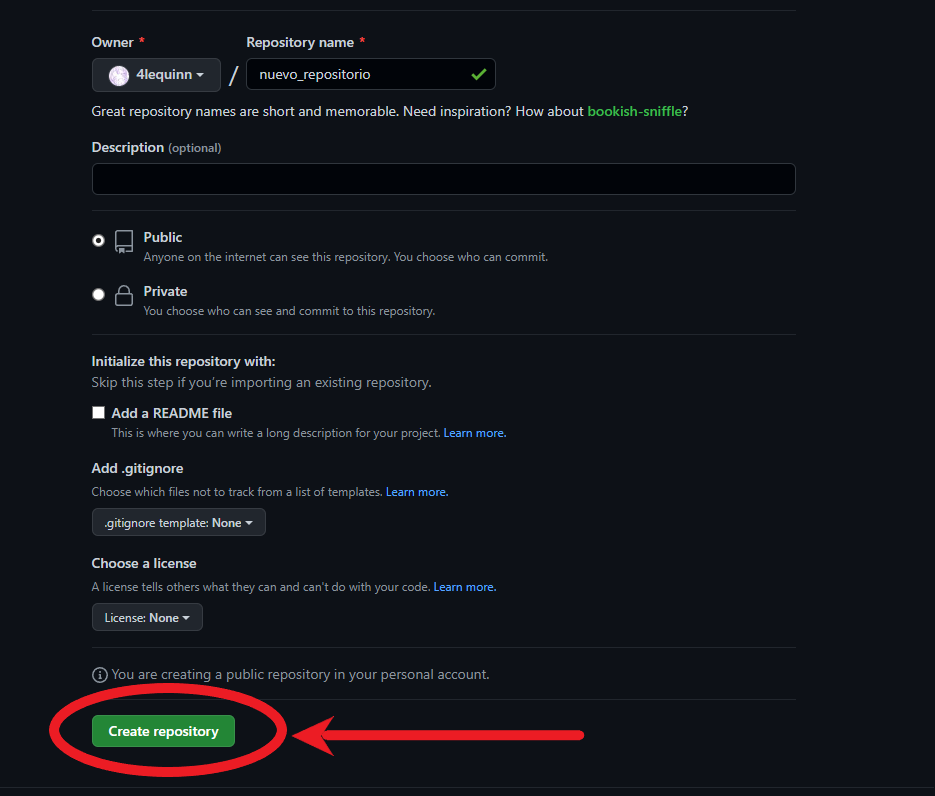 Owner * Repository name *
4lequinn / nuevo_repositorio
Great repository names are short and memorable. Need inspiration? How about bookish-sniffle?
Description (optional)
Public
Anyone on the internet can see this repository. You choose who can commit.
Private
You choose who can see and commit to this repository.
Initialize this repository with:
Skip this step if you’re importing an existing repository.
Add a README file
This is where you can write a long description for your project. Learn more.
Add .gitignore
Choose which files not to track from a list of templates. Learn more.
.gitignore template: None
Choose a license
A license tells others what they can and can't do with your code. Learn more.
License: None
You are creating a public repository in your personal account.
Create repository